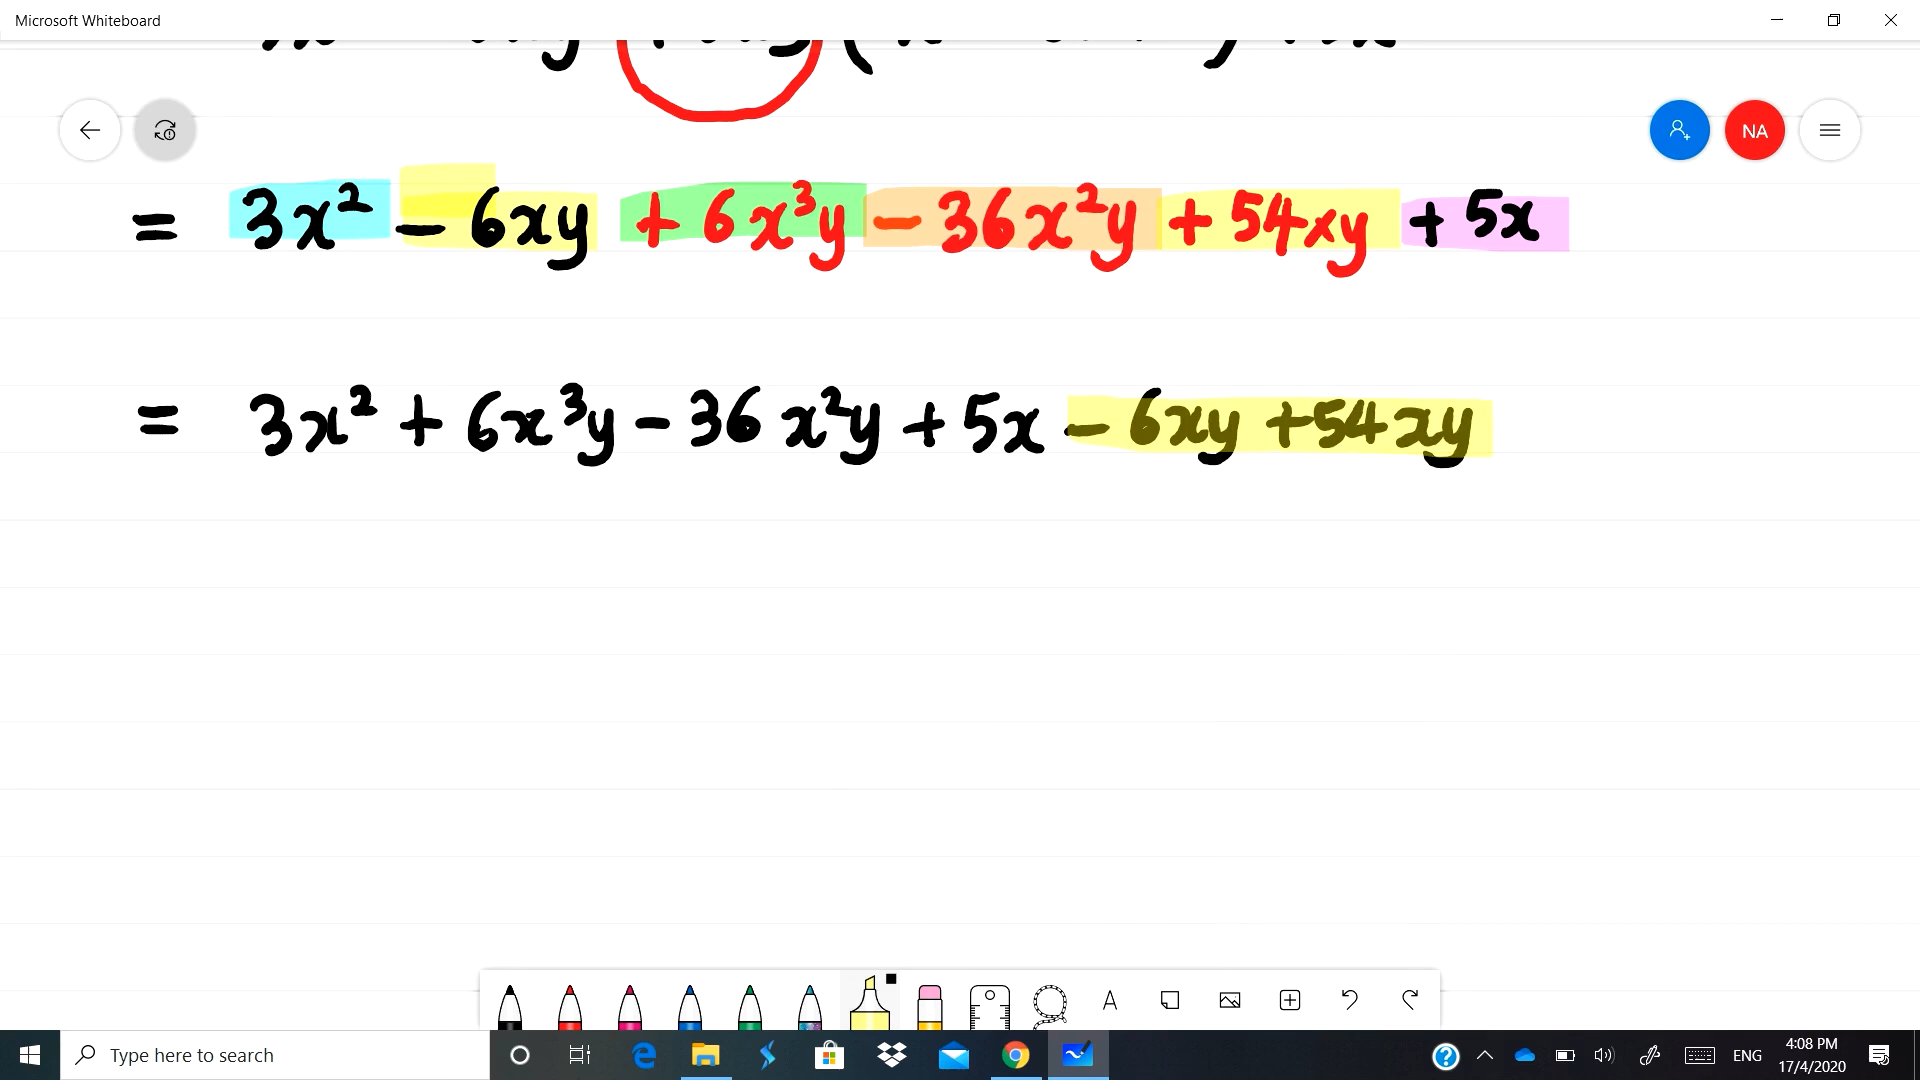 Microsoft Whiteboard
NA
= 3x² - 6xy + 6x³y - 36x²y + 54xy + 5x
= 3x² + 6x³y - 36x²y + 5x - 6xy + 54xy
A
Type here to search
ENG
4:08 PM
17/4/2020